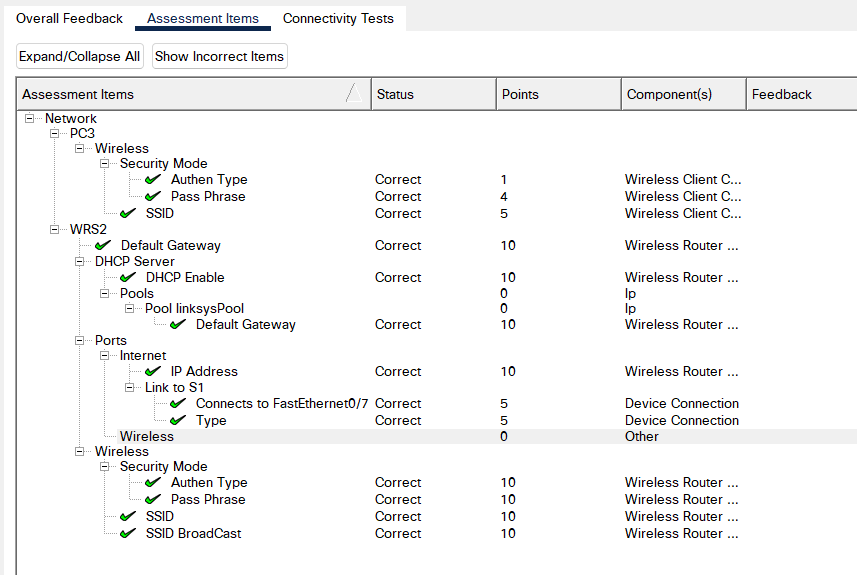 Overall Feedback Assessment Items Connectivity Tests
Expand/Collapse All Show Incorrect Items
Assessment Items Status Points Component(s) Feedback
Network
PC3
Wireless
Security Mode
Authen Type Correct 1 Wireless Client C...
Pass Phrase Correct 4 Wireless Client C...
SSID Correct 5 Wireless Client C...
WRS2
Default Gateway Correct 10 Wireless Router ...
DHCP Server
DHCP Enable Correct 10 Wireless Router ...
Pools 0 Ip
Pool linksysPool 0 Ip
Default Gateway Correct 10 Wireless Router ...
Ports
Internet
IP Address Correct 10 Wireless Router ...
Link to S1
Connects to FastEthernet0/7 Correct 5 Device Connection
Type Correct 5 Device Connection
Wireless 0 Other
Wireless
Security Mode
Authen Type Correct 10 Wireless Router ...
Pass Phrase Correct 10 Wireless Router ...
SSID Correct 10 Wireless Router ...
SSID BroadCast Correct 10 Wireless Router ...